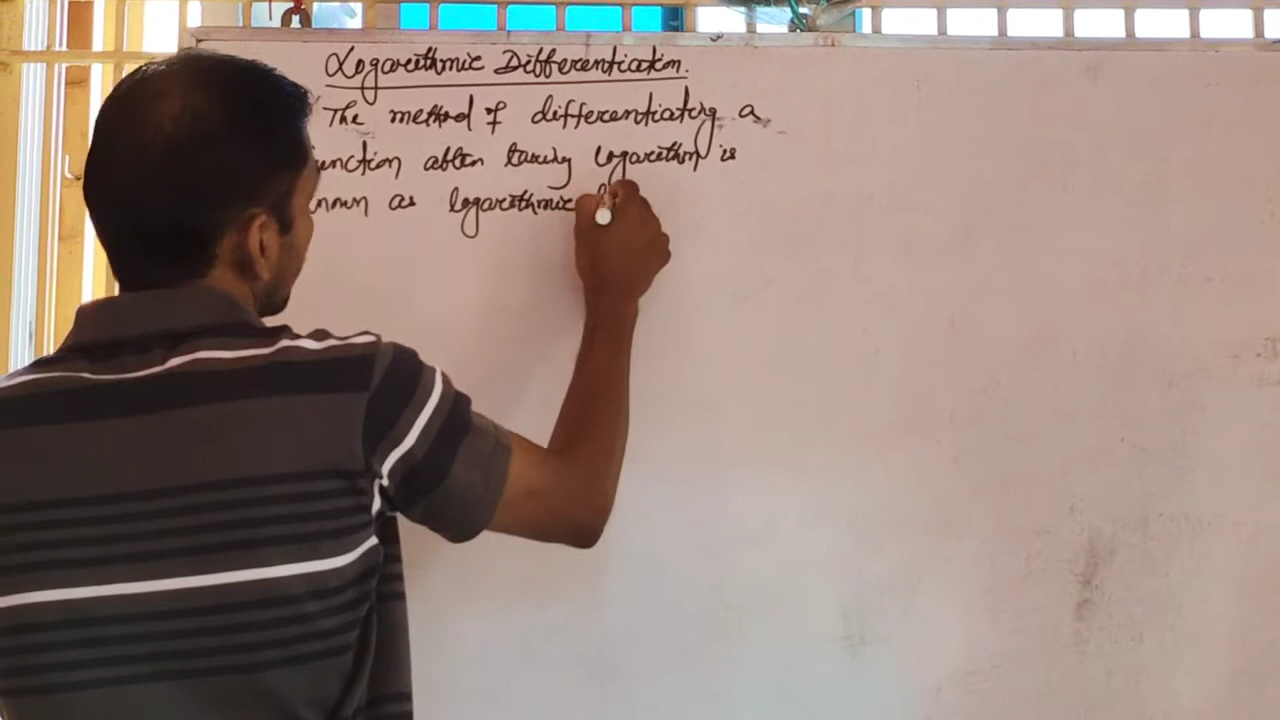 Logarithmic Differentiation.
The method of differentiating a
unction after taking logarithm is
nown as logarithmic